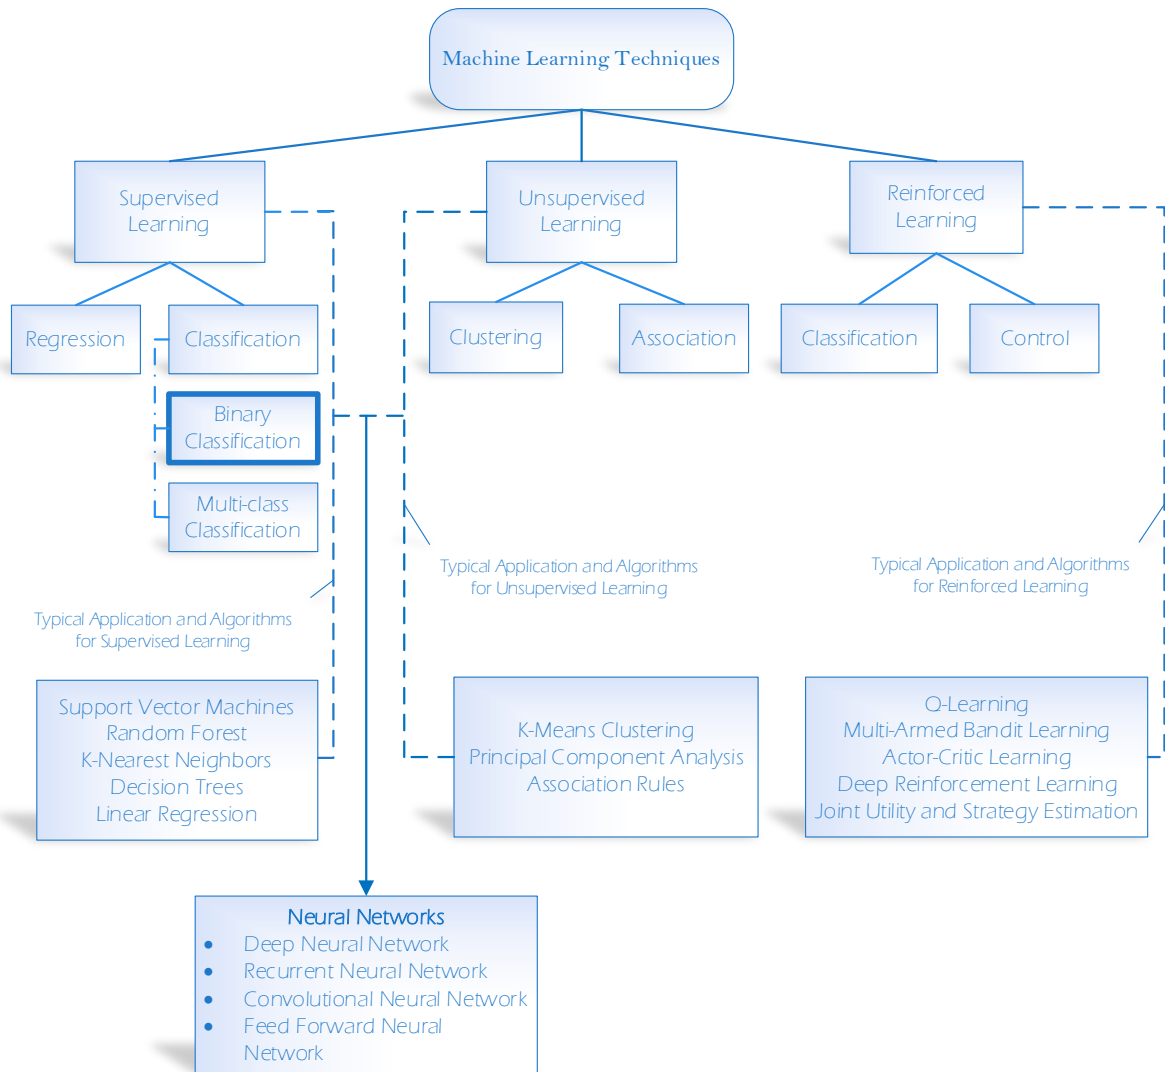 Machine Learning Techniques
Supervised
Learning
Unsupervised
Learning
Reinforced
Learning
Regression
Classification
Clustering
Association
Classification
Control
Binary
Classification
Multi-class
Classification
Typical Application and Algorithms
for Supervised Learning
Typical Application and Algorithms
for Unsupervised Learning
Typical Application and Algorithms
for Reinforced Learning
Support Vector Machines
Random Forest
K-Nearest Neighbors
Decision Trees
Linear Regression
K-Means Clustering
Principal Component Analysis
Association Rules
Q-Learning
Multi-Armed Bandit Learning
Actor-Critic Learning
Deep Reinforcement Learning
Joint Utility and Strategy Estimation
Neural Networks
• Deep Neural Network
• Recurrent Neural Network
• Convolutional Neural Network
• Feed Forward Neural
Network